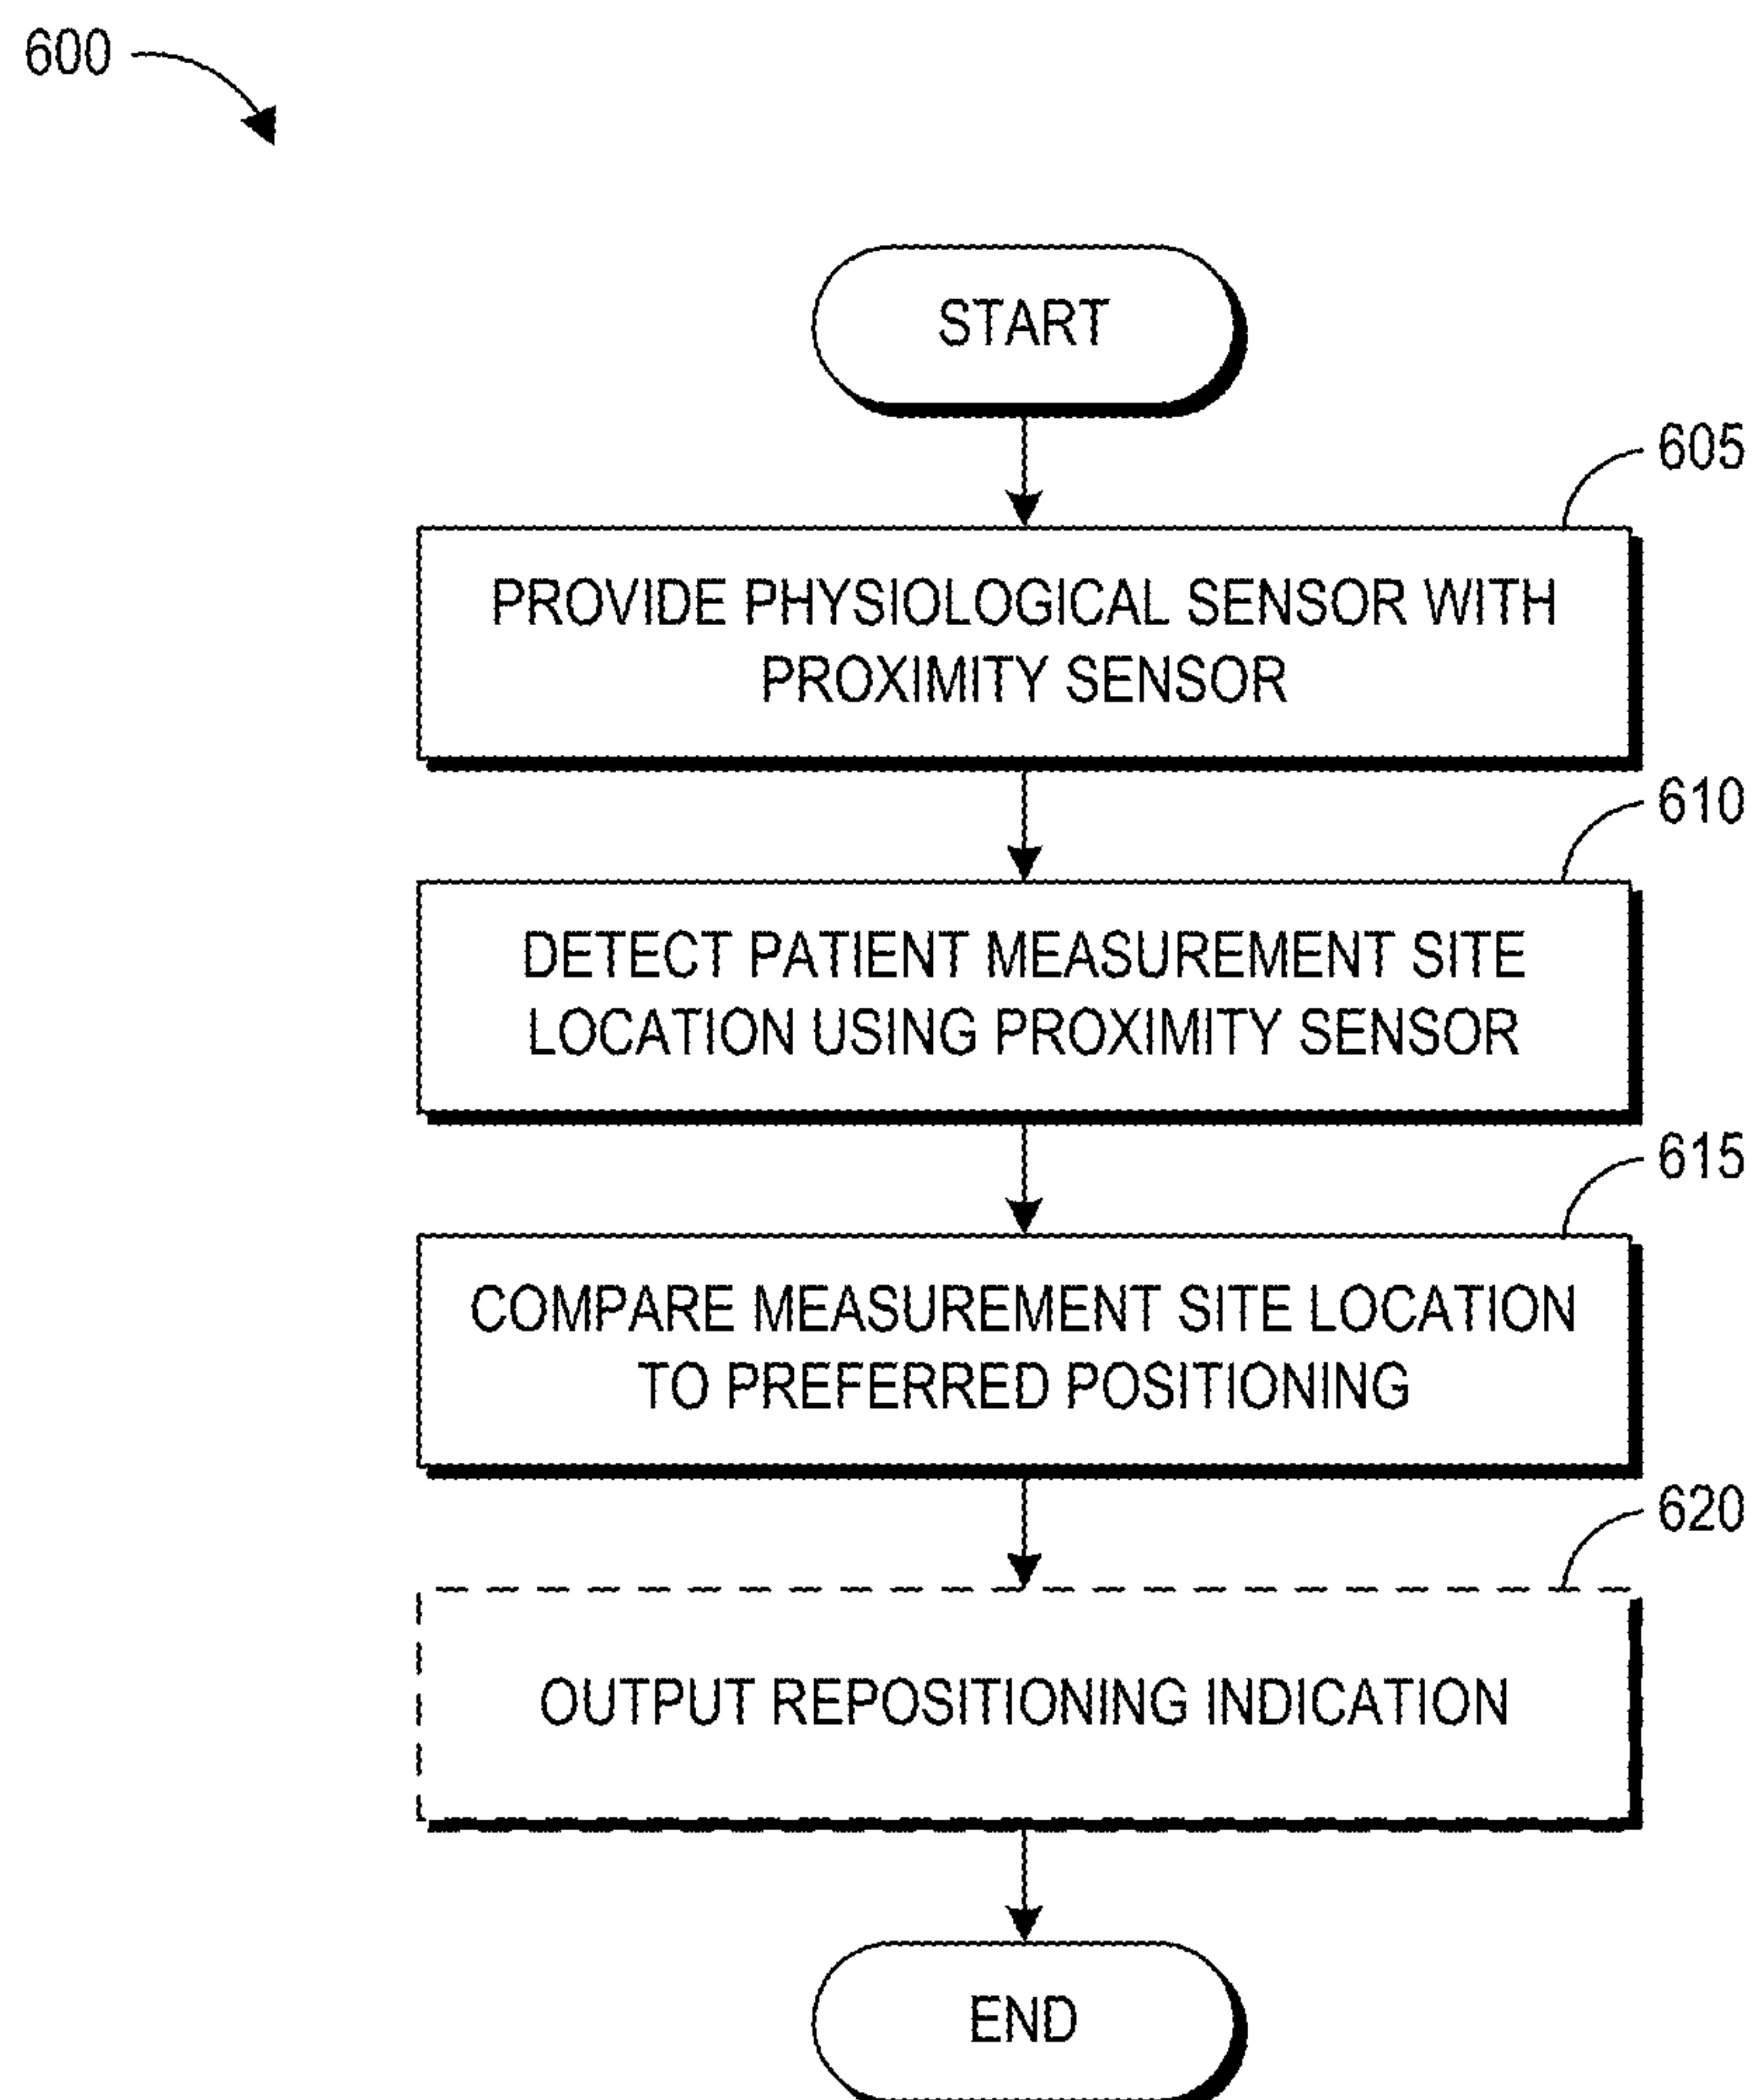 600
START
605
PROVIDE PHYSIOLOGICAL SENSOR WITH
PROXIMITY SENSOR
610
DETECT PATIENT MEASUREMENT SITE
LOCATION USING PROXIMITY SENSOR
615
COMPARE MEASUREMENT SITE LOCATION
TO PREFERRED POSITIONING
620
OUTPUT REPOSITIONING INDICATION
END